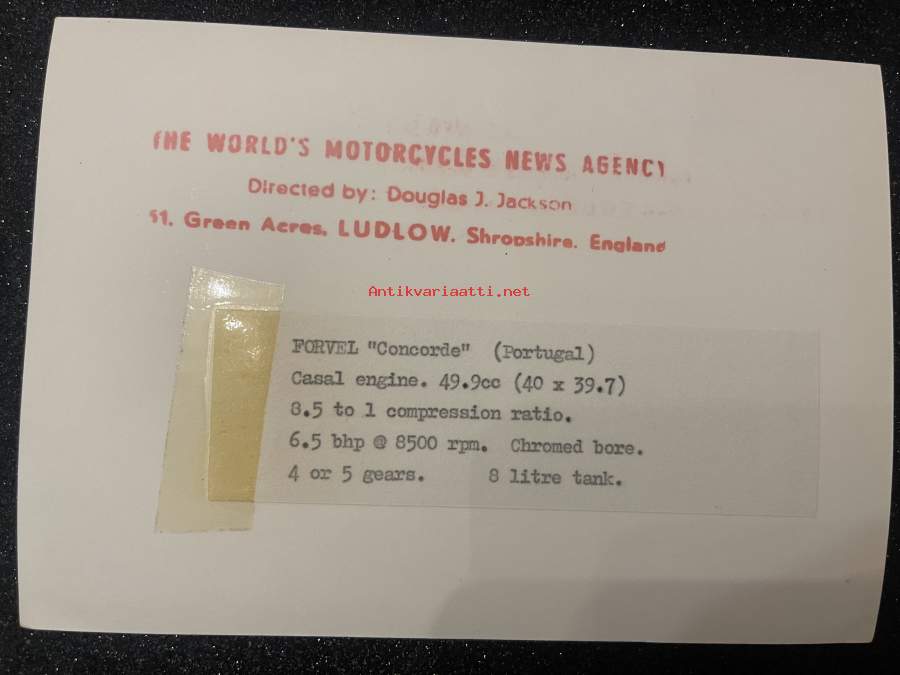 THE WORLD'S MOTORCYCLES NEWS AGENCY
Directed by: Douglas J. Jackson
51. Green Acres, LUDLOW. Shropshire. England
Antikvariaatti.net
FORVEL "Concorde" (Portugal)
Casal engine. 49.9cc (40 x 39.7)
8.5 to 1 compression ratio.
6.5 bhp @ 8500 rpm. Chromed bore.
4 or 5 gears. 8 litre tank.